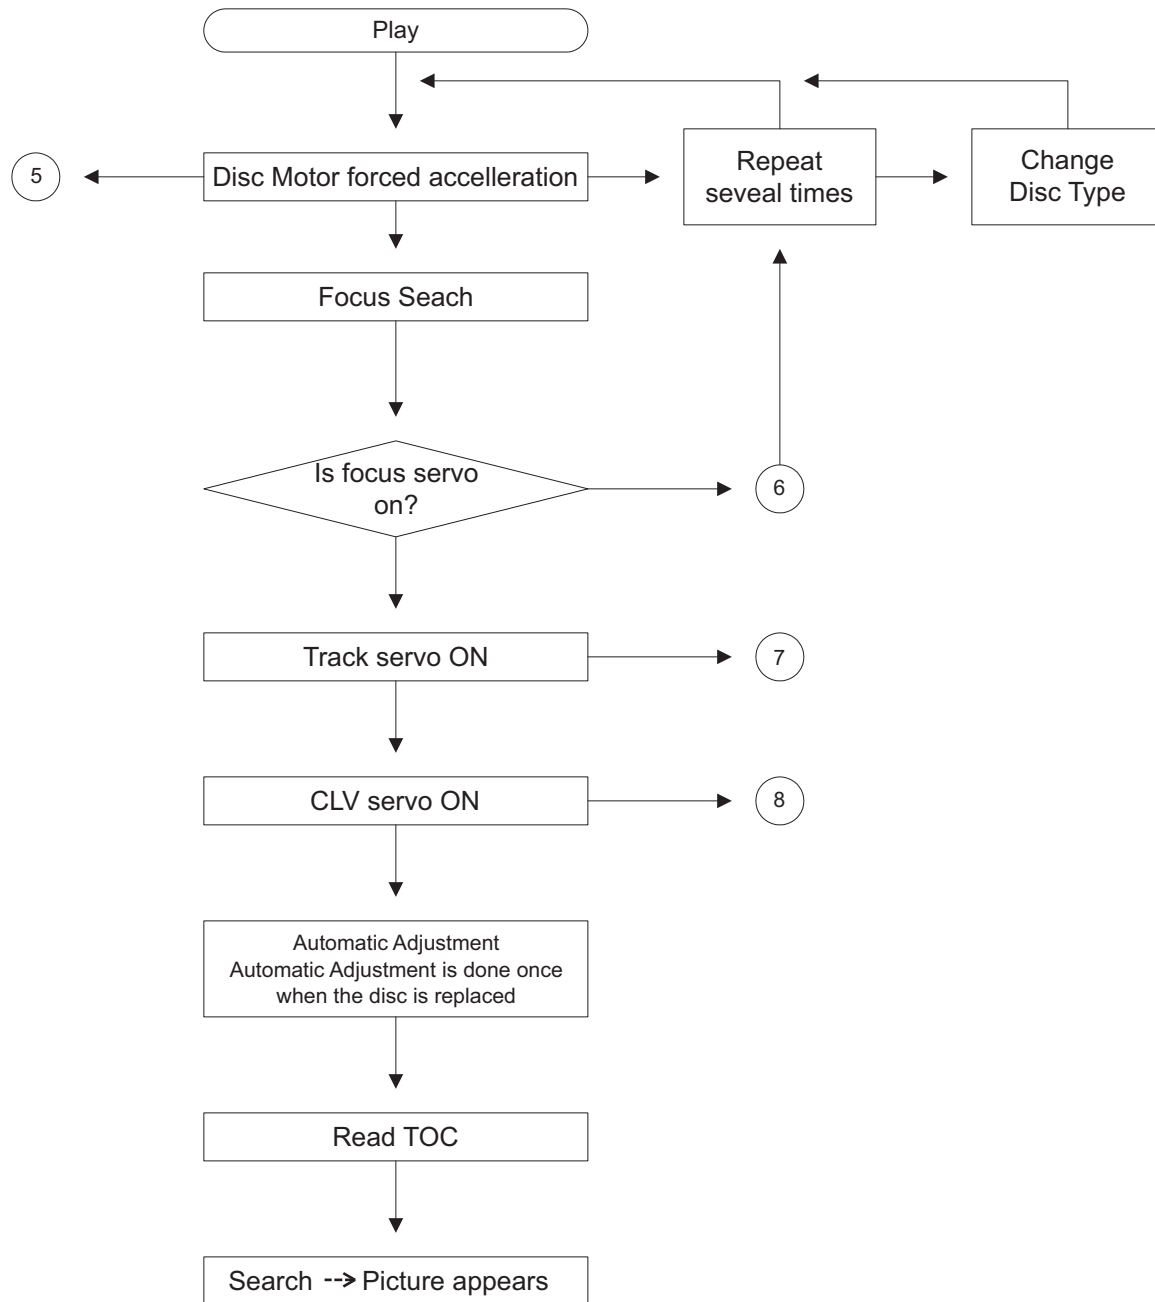 Play
5
Disc Motor forced accelleration
Repeat
seveal times
Change
Disc Type
Focus Seach
Is focus servo
on?
6
Track servo ON
7
CLV servo ON
8
Automatic Adjustment
Automatic Adjustment is done once
when the disc is replaced
Read TOC
Search --> Picture appears